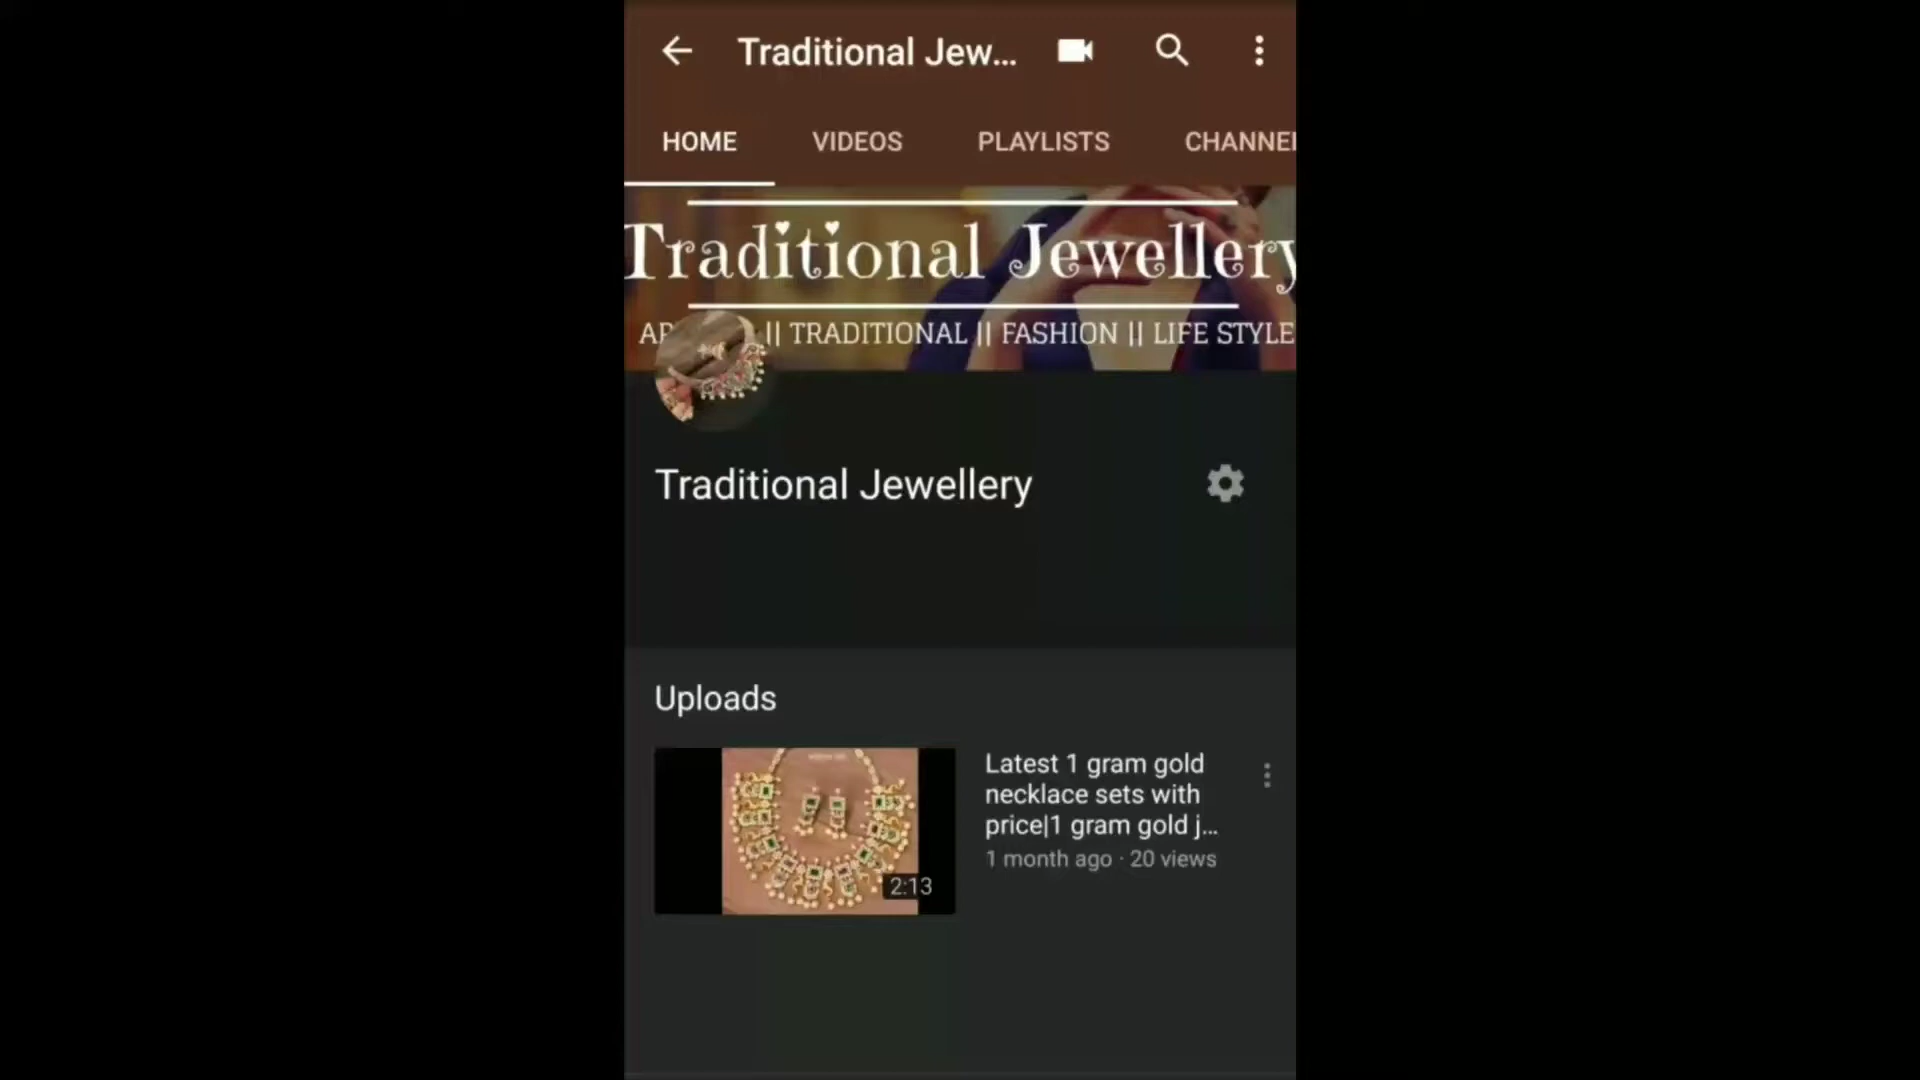 Traditional Jew...
HOME VIDEOS PLAYLISTS CHANNEL
Traditional Jewellery
|| TRADITIONAL || FASHION || LIFE STYLE
Traditional Jewellery
Uploads
Latest 1 gram gold
necklace sets with
price|1 gram gold j...
1 month ago · 20 views
2:13